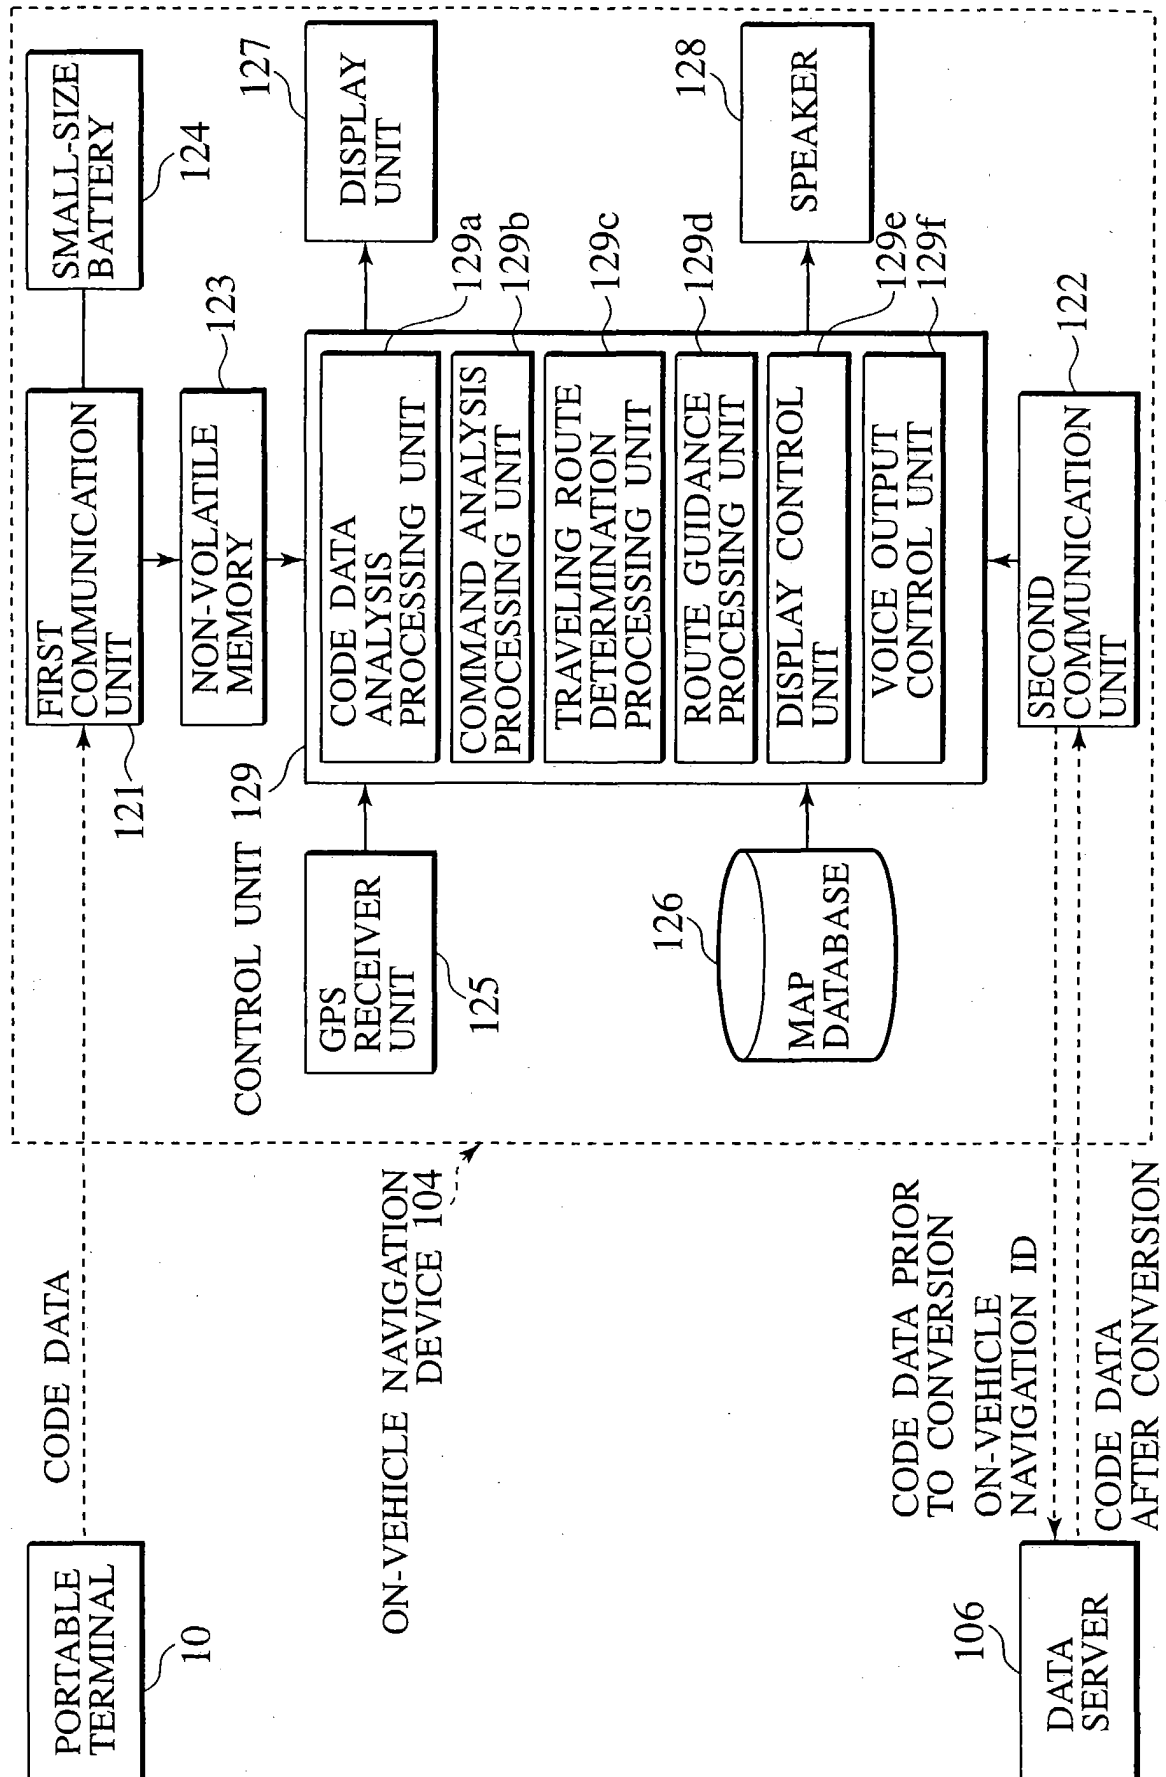 PORTABLE
TERMINAL
10
CODE DATA
FIRST
COMMUNICATION
UNIT
121
SMALL-SIZE
BATTERY
124
NON-VOLATILE
MEMORY
123
CONTROL UNIT 129
GPS
RECEIVER
UNIT
125
CODE DATA
ANALYSIS
PROCESSING UNIT
129a
COMMAND ANALYSIS
PROCESSING UNIT
129b
TRAVELING ROUTE
DETERMINATION
PROCESSING UNIT
129c
ROUTE GUIDANCE
PROCESSING UNIT
129d
DISPLAY CONTROL
UNIT
129e
VOICE OUTPUT
CONTROL UNIT
129f
DISPLAY
UNIT
127
SPEAKER
128
MAP
DATABASE
126
ON-VEHICLE NAVIGATION
DEVICE 104
CODE DATA PRIOR
TO CONVERSION
ON-VEHICLE
NAVIGATION ID
CODE DATA
AFTER CONVERSION
DATA
SERVER
106
SECOND
COMMUNICATION
UNIT
122